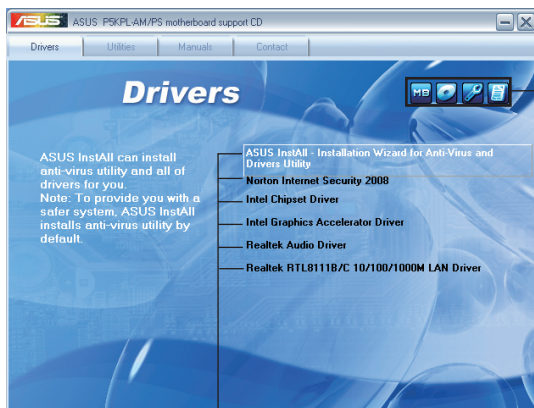 ASUS ASUS P5KPL-AM/PS motherboard support CD
Drivers Utilities Manuals Contact
Drivers
MB
ASUS InstAll can install
anti-virus utility and all of
drivers for you.
Note: To provide you with a
safer system, ASUS InstAll
installs anti-virus utility by
default.
ASUS InstAll - Installation Wizard for Anti-Virus and
Drivers Utility
Norton Internet Security 2008
Intel Chipset Driver
Intel Graphics Accelerator Driver
Realtek Audio Driver
Realtek RTL8111B/C 10/100/1000M LAN Driver